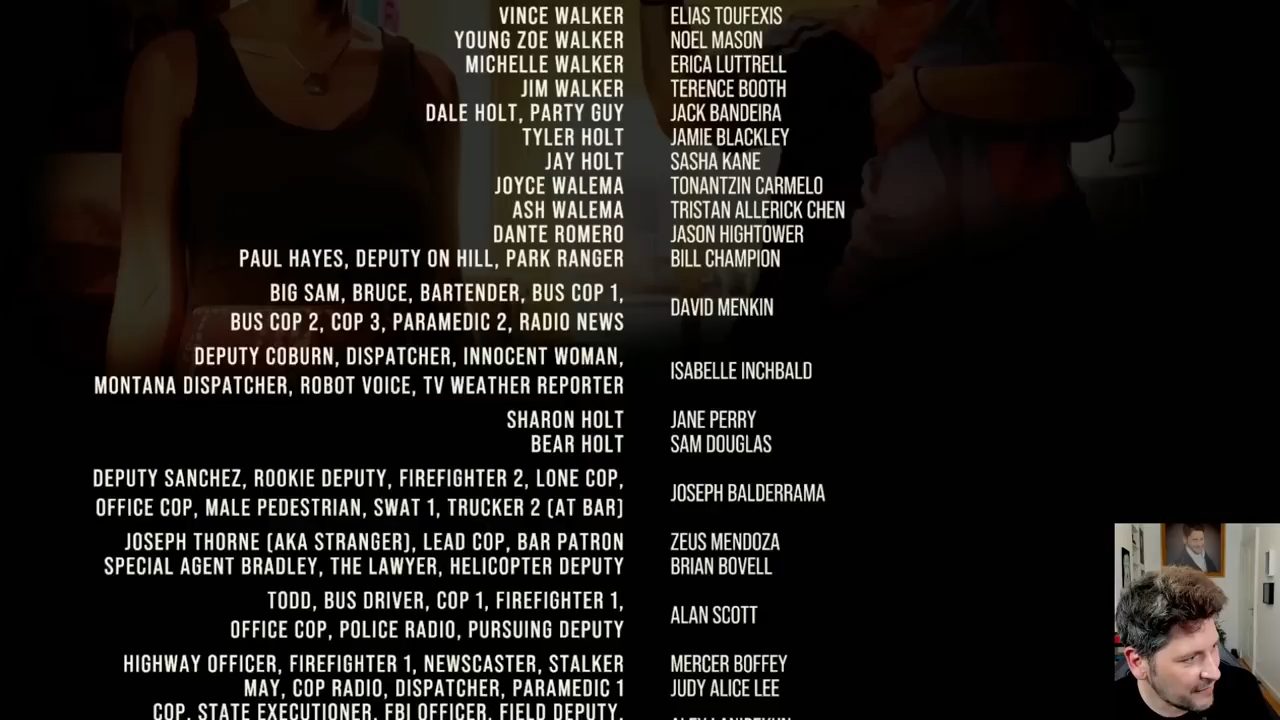 VINCE WALKER ELIAS TOUFEXIS
YOUNG ZOE WALKER NOEL MASON
MICHELLE WALKER ERICA LUTTRELL
JIM WALKER TERENCE BOOTH
DALE HOLT, PARTY GUY JACK BANDEIRA
TYLER HOLT JAMIE BLACKLEY
JAY HOLT SASHA KANE
JOYCE WALEMA TONANTZIN CARMELO
ASH WALEMA TRISTAN ALLERICK CHEN
DANTE ROMERO JASON HIGHTOWER
PAUL HAYES, DEPUTY ON HILL, PARK RANGER BILL CHAMPION
BIG SAM, BRUCE, BARTENDER, BUS COP 1,
BUS COP 2, COP 3, PARAMEDIC 2, RADIO NEWS
DAVID MENKIN
DEPUTY COBURN, DISPATCHER, INNOCENT WOMAN,
MONTANA DISPATCHER, ROBOT VOICE, TV WEATHER REPORTER
ISABELLE INCHBALD
SHARON HOLT JANE PERRY
BEAR HOLT SAM DOUGLAS
DEPUTY SANCHEZ, ROOKIE DEPUTY, FIREFIGHTER 2, LONE COP,
OFFICE COP, MALE PEDESTRIAN, SWAT 1, TRUCKER 2 (AT BAR)
JOSEPH BALDERRAMA
JOSEPH THORNE (AKA STRANGER), LEAD COP, BAR PATRON ZEUS MENDOZA
SPECIAL AGENT BRADLEY, THE LAWYER, HELICOPTER DEPUTY BRIAN BOVELL
TODD, BUS DRIVER, COP 1, FIREFIGHTER 1,
OFFICE COP, POLICE RADIO, PURSUING DEPUTY
ALAN SCOTT
HIGHWAY OFFICER, FIREFIGHTER 1, NEWSCASTER, STALKER MERCER BOFFEY
MAY, COP RADIO, DISPATCHER, PARAMEDIC 1 JUDY ALICE LEE
COP, STATE EXECUTIONER, FBI OFFICER, FIELD DEPUTY,